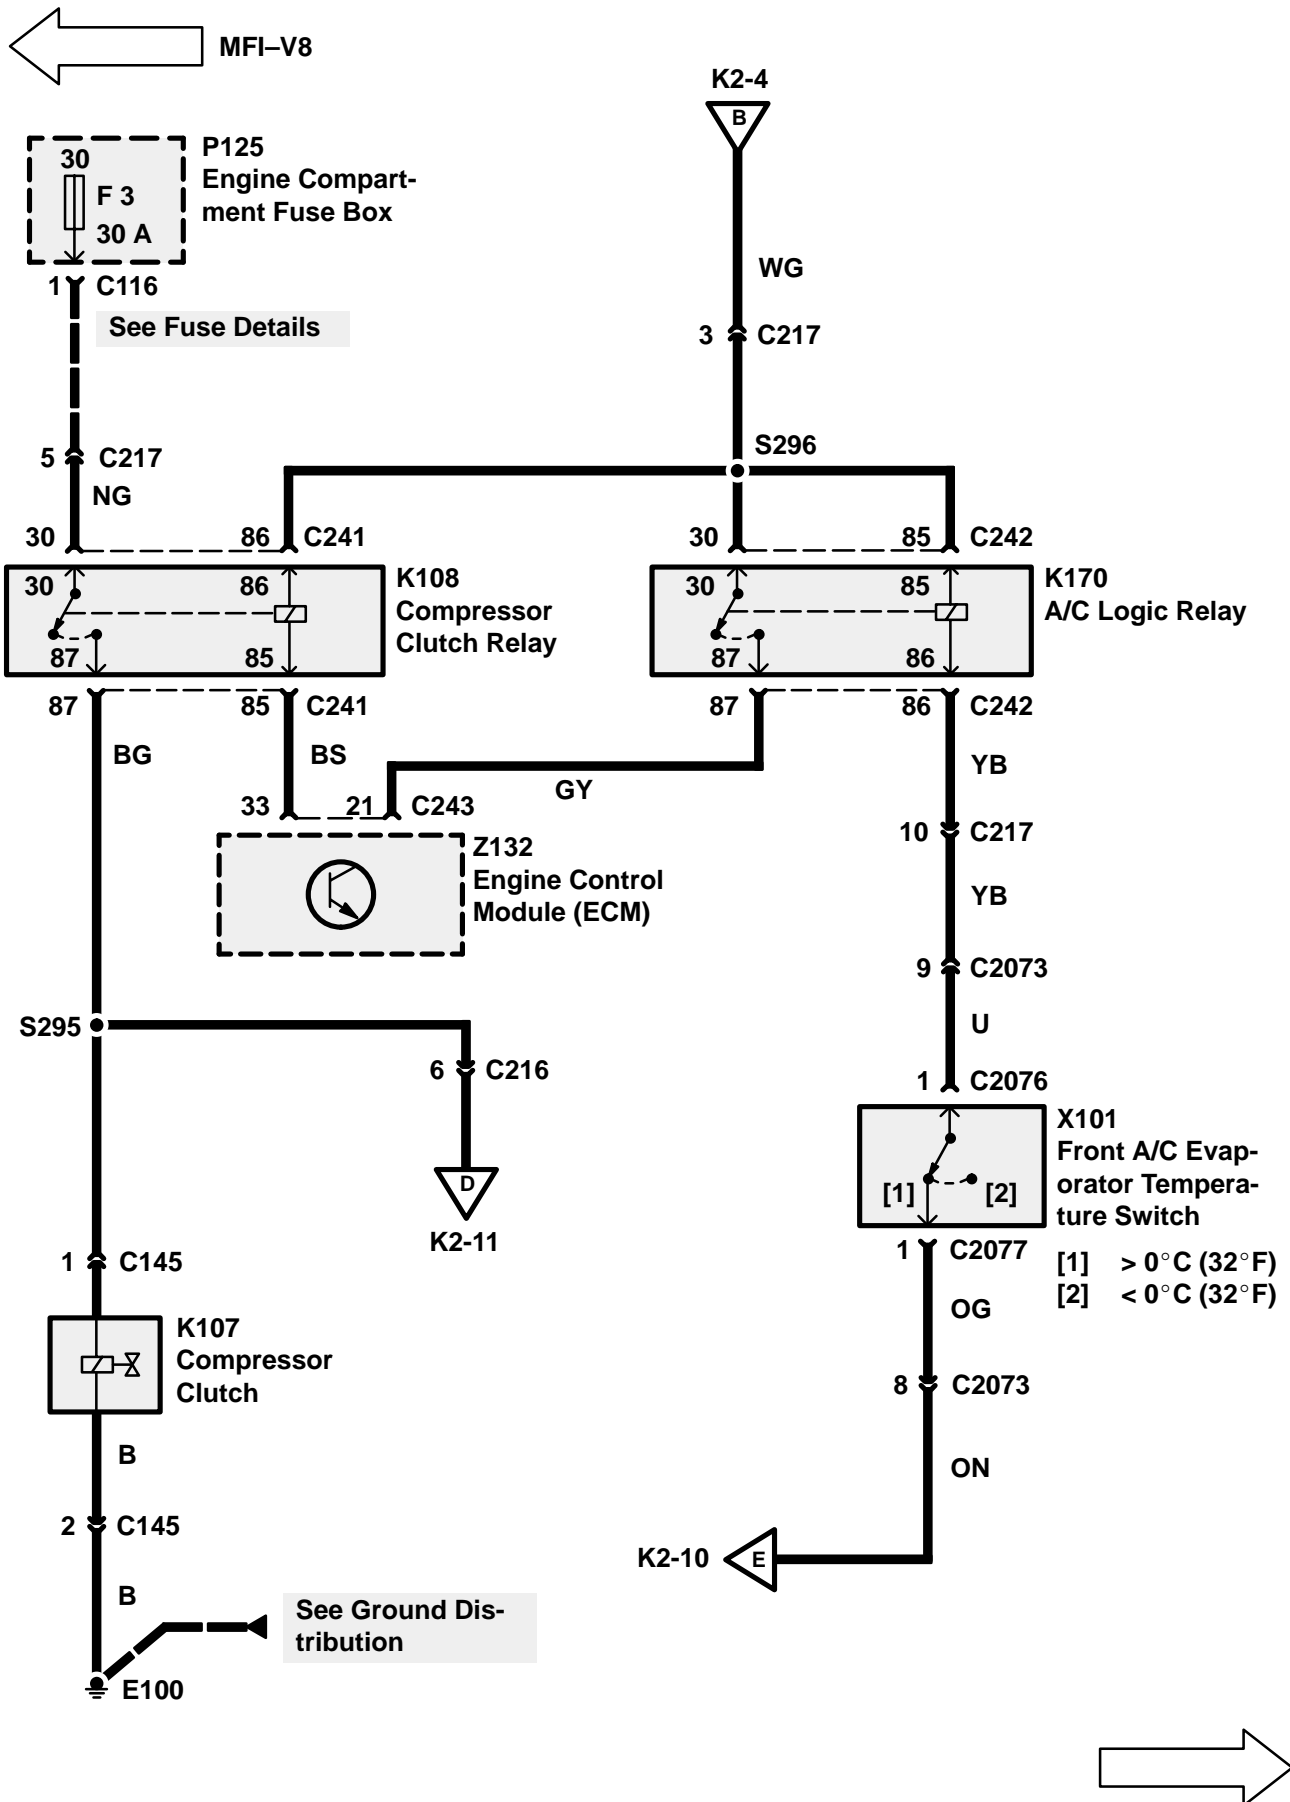 MFI–V8
K2-4
B
P125
Engine Compart-
ment Fuse Box
30
F 3
30 A
1 C116
See Fuse Details
WG
3 C217
5 C217
NG
S296
30 86 C241
30 85 C242
30 86
87 85
K108
Compressor
Clutch Relay
30 85
87 86
K170
A/C Logic Relay
87 85 C241
87 86 C242
BG BS
GY
YB
33 21 C243
10 C217
Z132
Engine Control
Module (ECM)
YB
9 C2073
U
S295
6 C216
1 C2076
D
K2-11
X101
Front A/C Evap-
orator Tempera-
ture Switch
[1] [2]
[1] > 0°C (32°F)
[2] < 0°C (32°F)
1 C2077
OG
1 C145
K107
Compressor
Clutch
8 C2073
B
ON
2 C145
K2-10 E
B
See Ground Dis-
tribution
E100